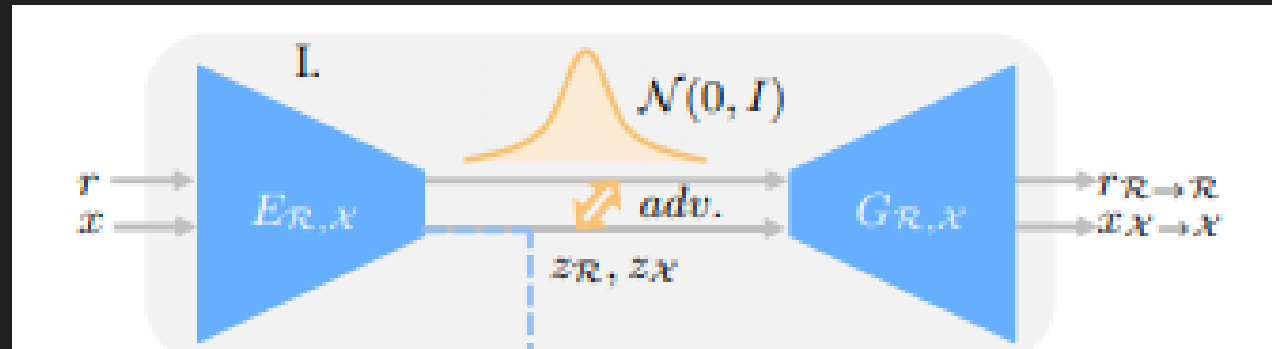 I.
𝒩(0, I)
r
x
E_{ℛ,𝒳}
adv.
G_{ℛ,𝒳}
r_{ℛ→ℛ}
x_{𝒳→𝒳}
z_ℛ, z_𝒳